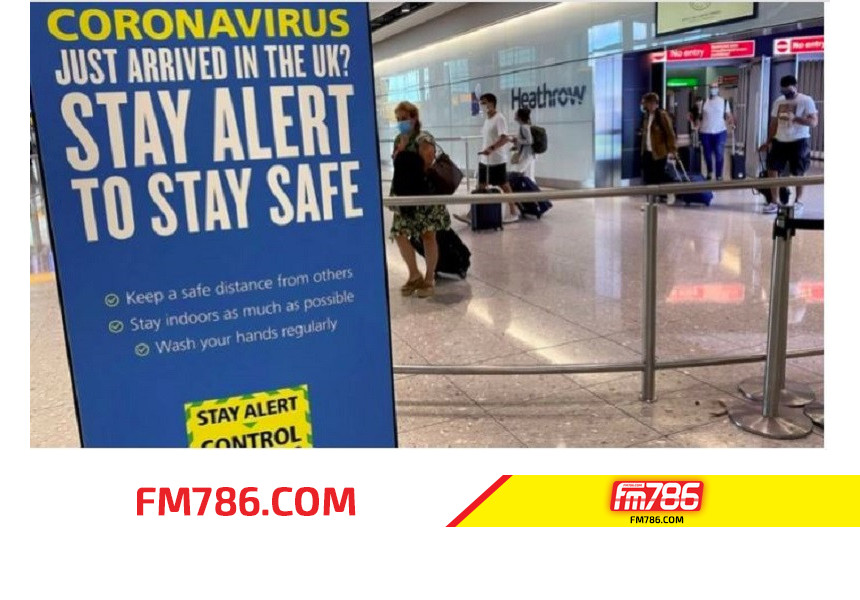 CORONAVIRUS
JUST ARRIVED IN THE UK?
STAY ALERT
TO STAY SAFE
Keep a safe distance from others
Stay indoors as much as possible
Wash your hands regularly
STAY ALERT
CONTROL
Heathrow
No entry
No entry
FM786.COM
fm786
FM786.COM